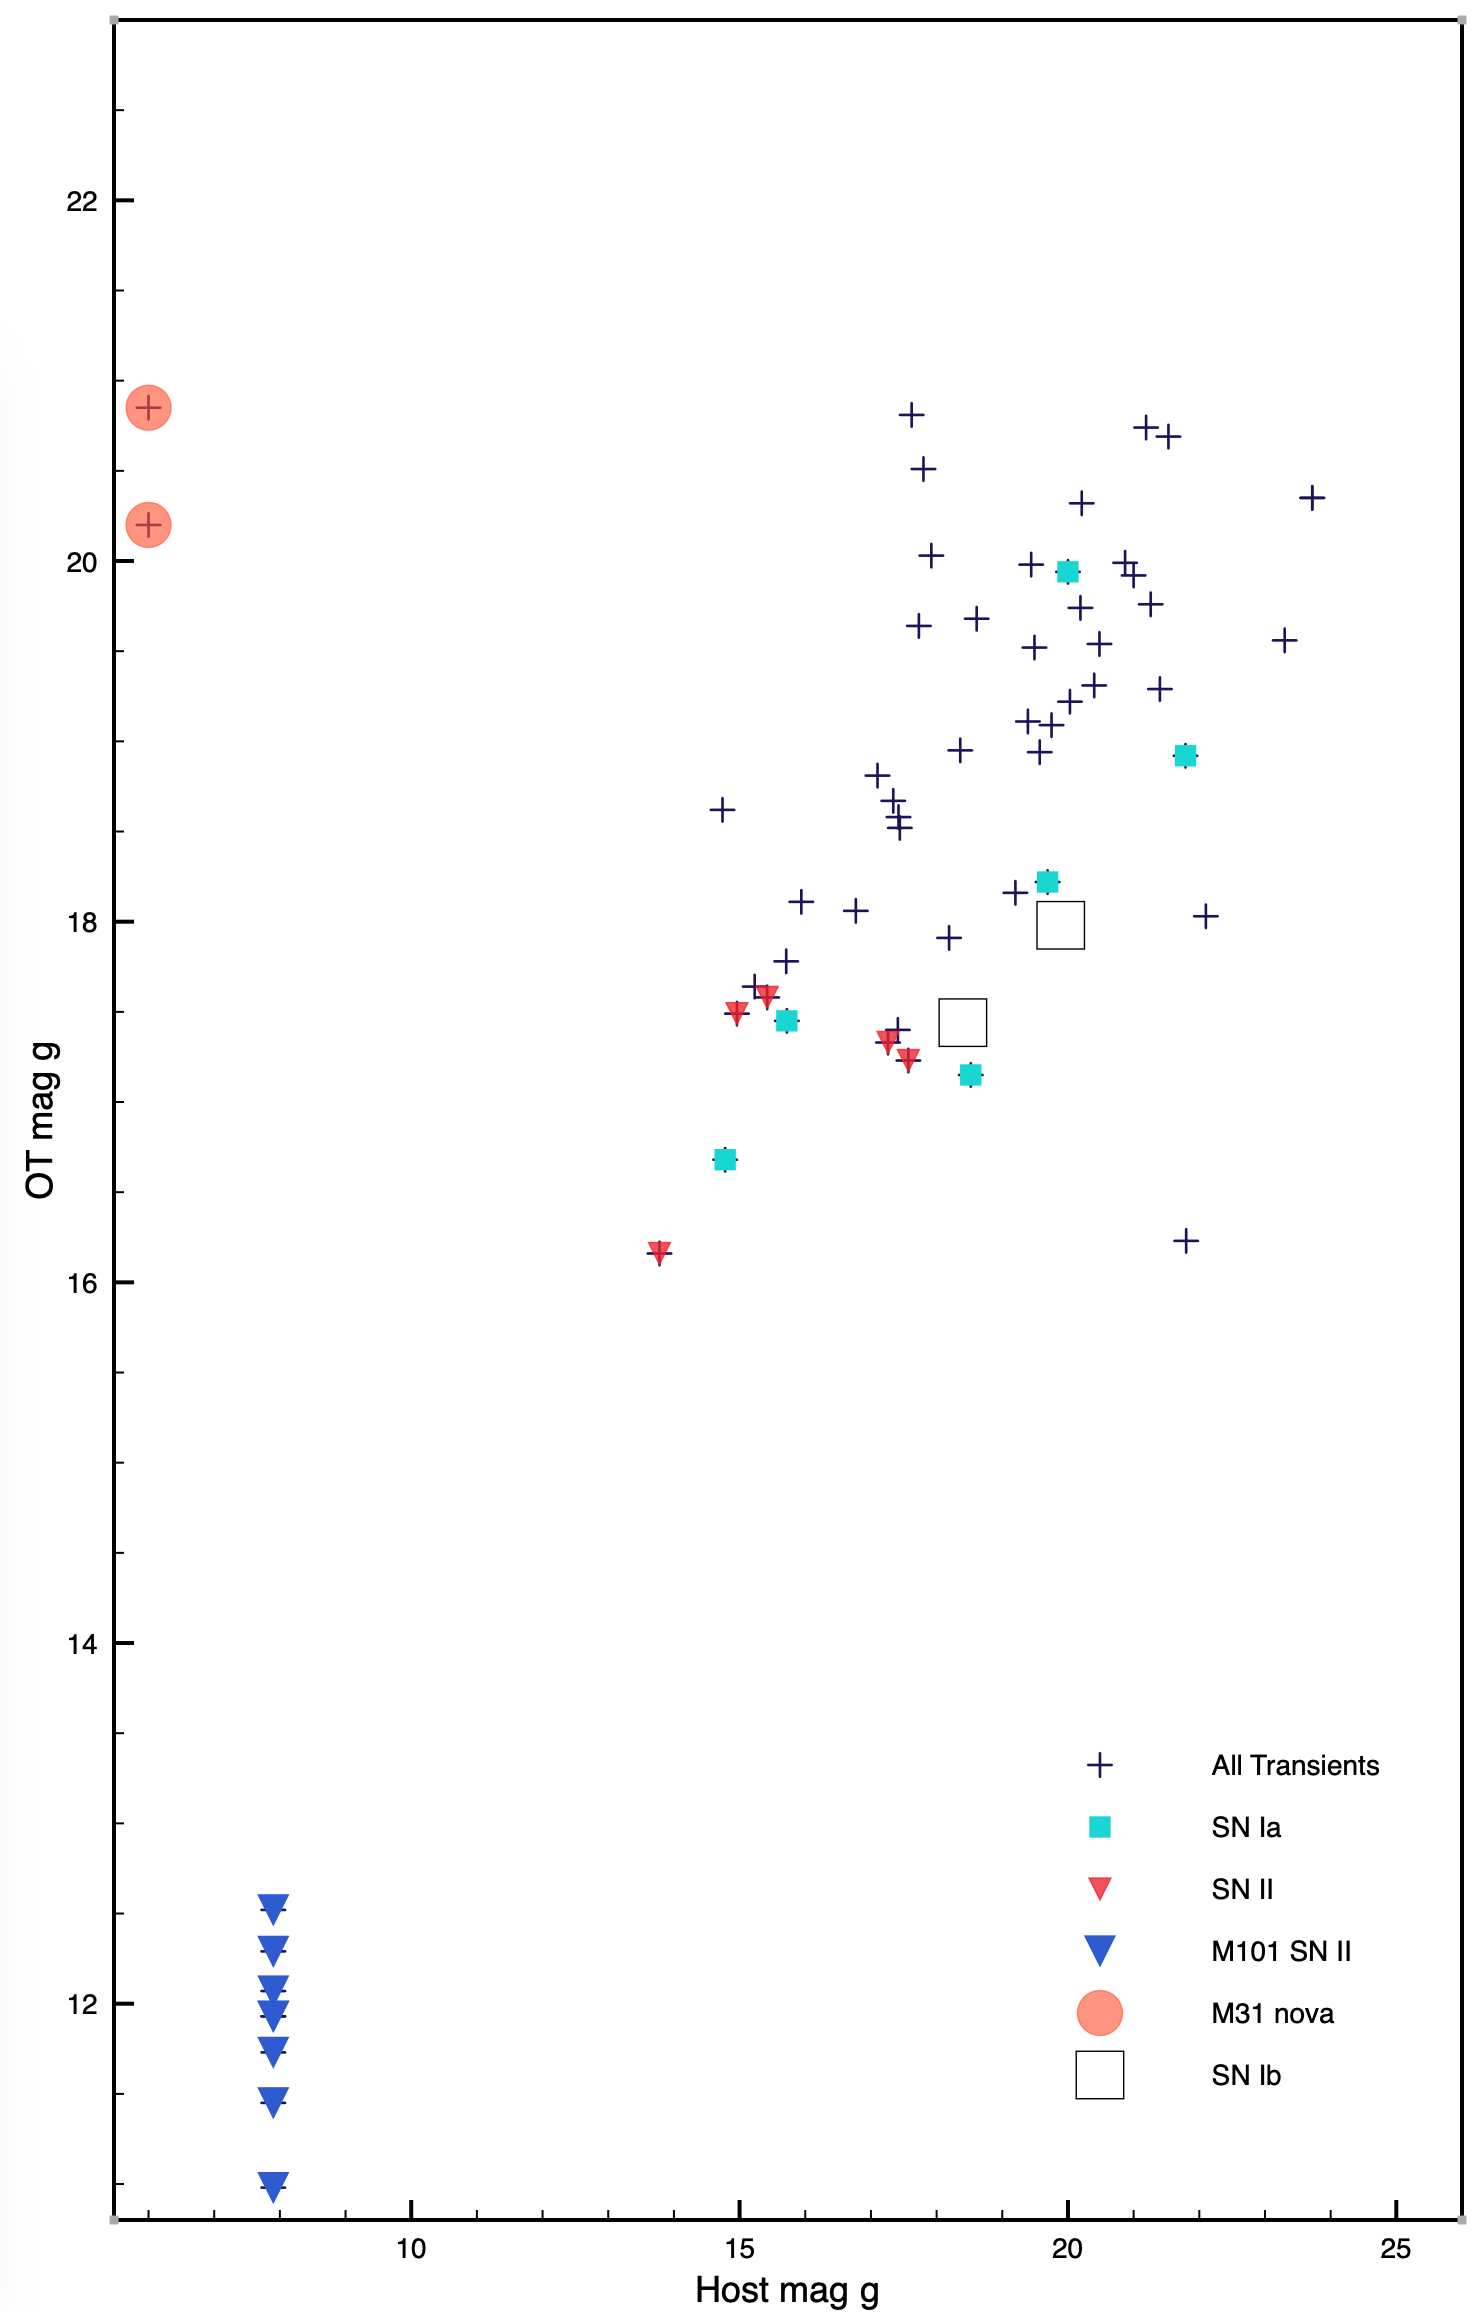 22
20
18
16
14
12
OT mag g
All Transients
SN Ia
SN II
M101 SN II
M31 nova
SN Ib
10 15 20 25
Host mag g